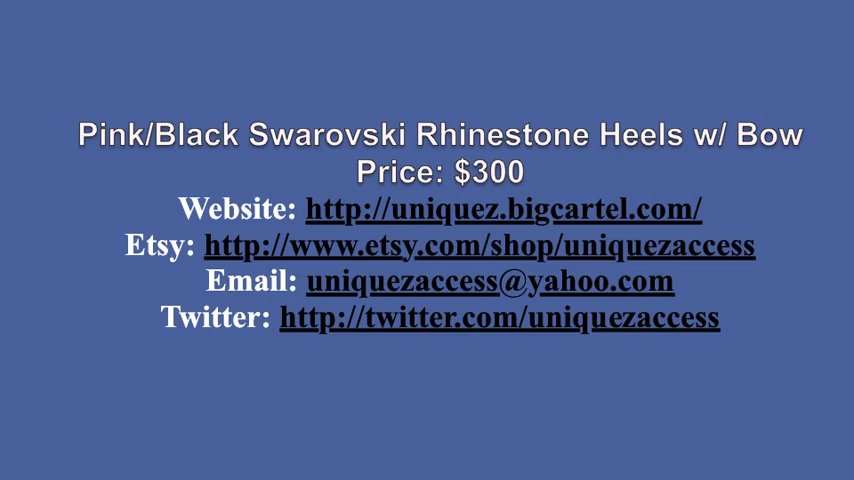 Pink/Black Swarovski Rhinestone Heels w/ Bow
Price: $300
Website: http://uniquez.bigcartel.com/
Etsy: http://www.etsy.com/shop/uniquezaccess
Email: uniquezaccess@yahoo.com
Twitter: http://twitter.com/uniquezaccess